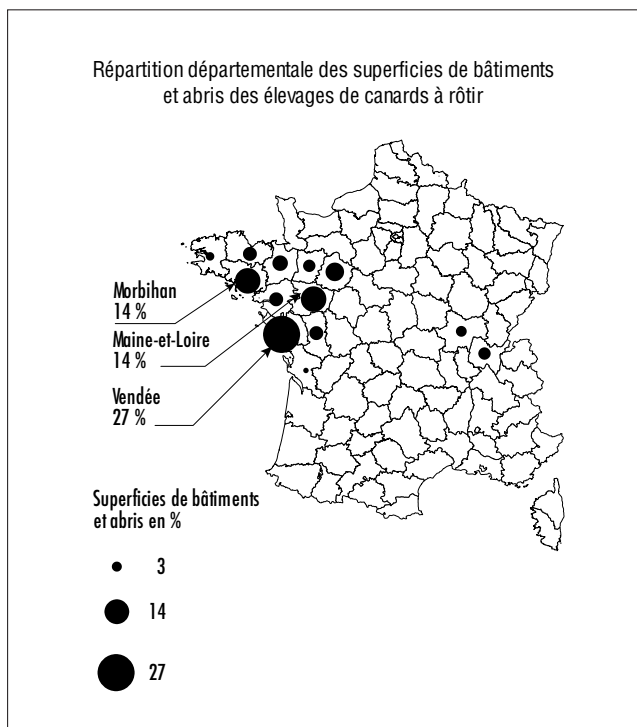 Répartition départementale des superficies de bâtiments
et abris des élevages de canards à rôtir
Morbihan
14 %
Maine-et-Loire
14 %
Vendée
27 %
Superficies de bâtiments
et abris en %
3
14
27